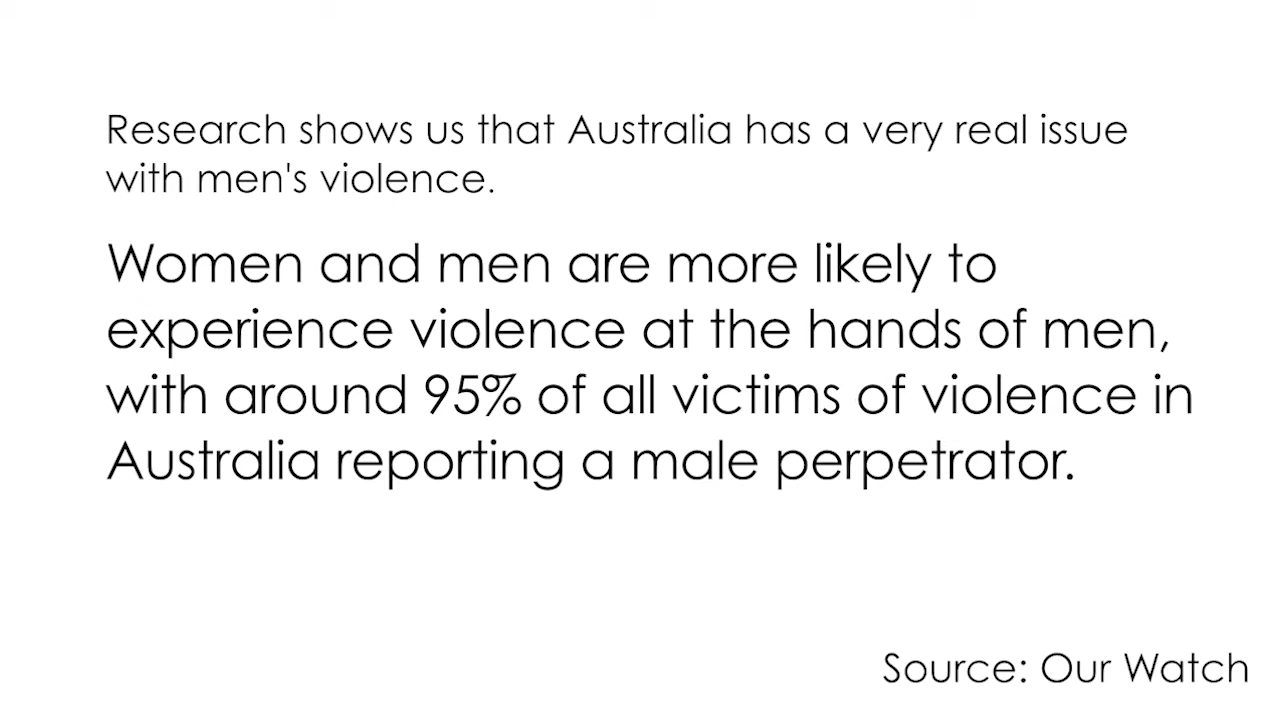 Research shows us that Australia has a very real issue
with men's violence.
Women and men are more likely to
experience violence at the hands of men,
with around 95% of all victims of violence in
Australia reporting a male perpetrator.
Source: Our Watch